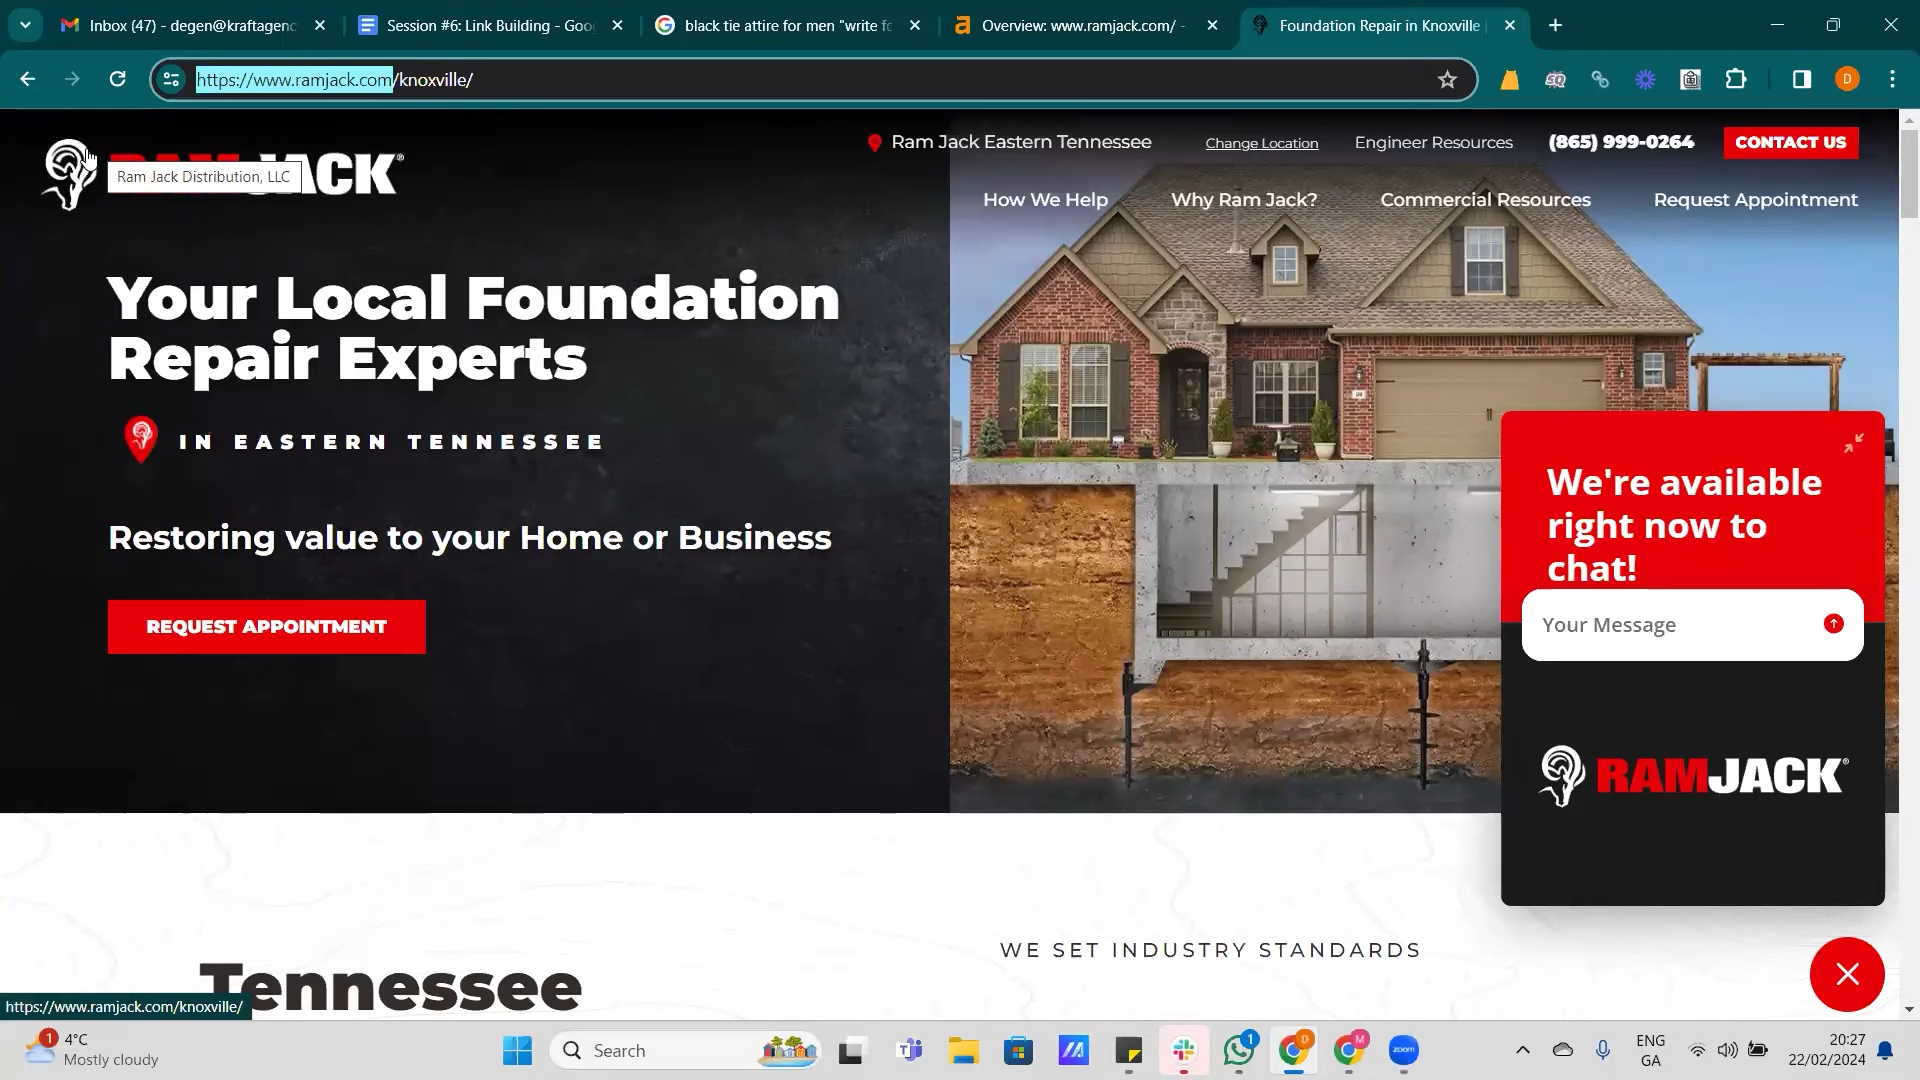 Inbox (47) - degen@kraftagenc
Session #6: Link Building - Goo
black tie attire for men "write fo
Overview: www.ramjack.com/ -
Foundation Repair in Knoxville |
https://www.ramjack.com/knoxville/
D
RAMJACK
Ram Jack Distribution, LLC
Ram Jack Eastern Tennessee
Change Location
Engineer Resources
(865) 999-0264
CONTACT US
How We Help
Why Ram Jack?
Commercial Resources
Request Appointment
Your Local Foundation
Repair Experts
IN EASTERN TENNESSEE
Restoring value to your Home or Business
REQUEST APPOINTMENT
We're available
right now to
chat!
Your Message
RAMJACK®
WE SET INDUSTRY STANDARDS
Tennessee
https://www.ramjack.com/knoxville/
1
4°C
Mostly cloudy
Search
1
D
M
zoom
ENG
GA
20:27
22/02/2024